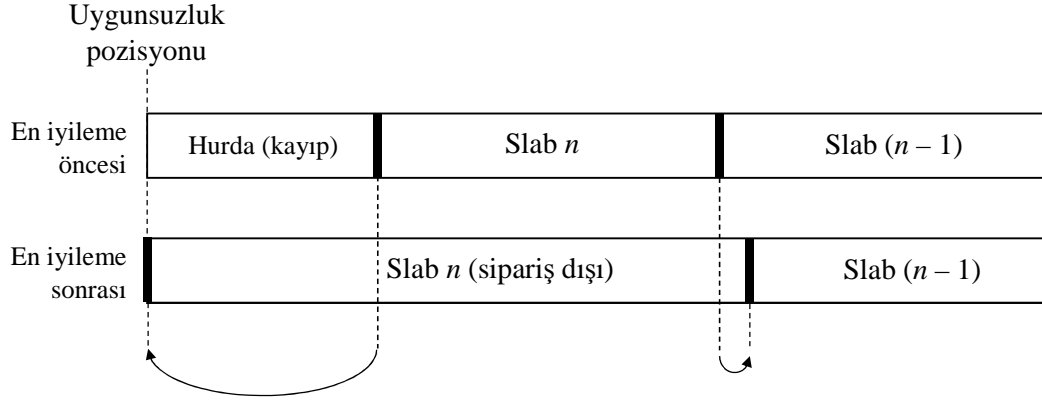 Uygunsuzluk
pozisyonu
En iyileme
öncesi
Hurda (kayıp)
Slab n
Slab (n – 1)
En iyileme
sonrası
Slab n (sipariş dışı)
Slab (n – 1)